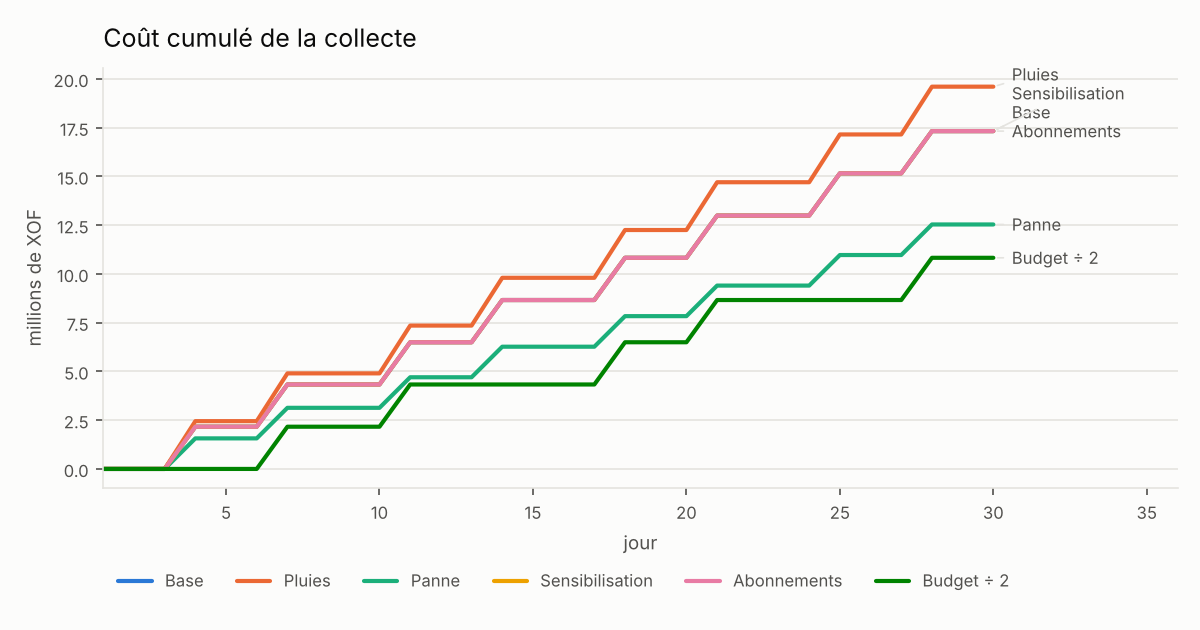 Coût cumulé de la collecte
millions de XOF
20.0
17.5
15.0
12.5
10.0
7.5
5.0
2.5
0.0
Pluies
Sensibilisation
Base
Abonnements
Panne
Budget ÷ 2
5 10 15 20 25 30 35
jour
Base Pluies Panne Sensibilisation Abonnements Budget ÷ 2